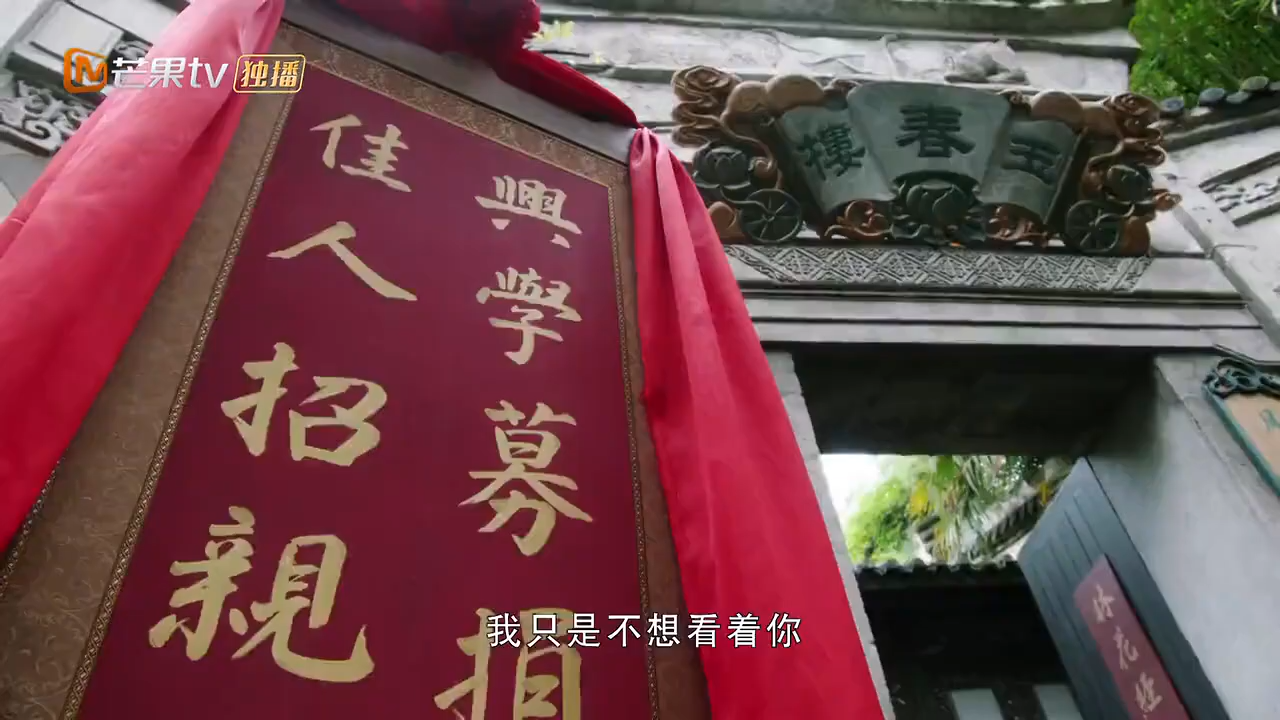 芒果tv 独播
玉春樓
興學募捐
佳人招親
我只是不想看着你